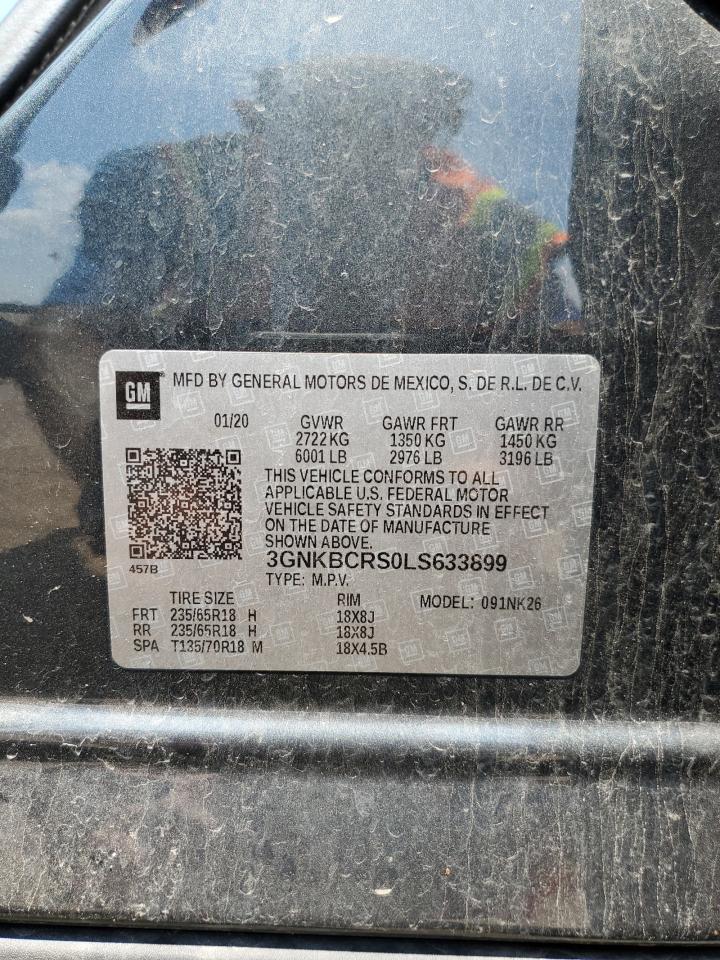 GM MFD BY GENERAL MOTORS DE MEXICO, S. DE R.L. DE C.V.
01/20 GVWR GAWR FRT GAWR RR
2722 KG 1350 KG 1450 KG
6001 LB 2976 LB 3196 LB
THIS VEHICLE CONFORMS TO ALL
APPLICABLE U.S. FEDERAL MOTOR
VEHICLE SAFETY STANDARDS IN EFFECT
ON THE DATE OF MANUFACTURE
SHOWN ABOVE.
457B 3GNKBCRS0LS633899
TYPE: M.P.V.
TIRE SIZE RIM MODEL: 091NK26
FRT 235/65R18 H 18X8J
RR 235/65R18 H 18X8J
SPA T135/70R18 M 18X4.5B